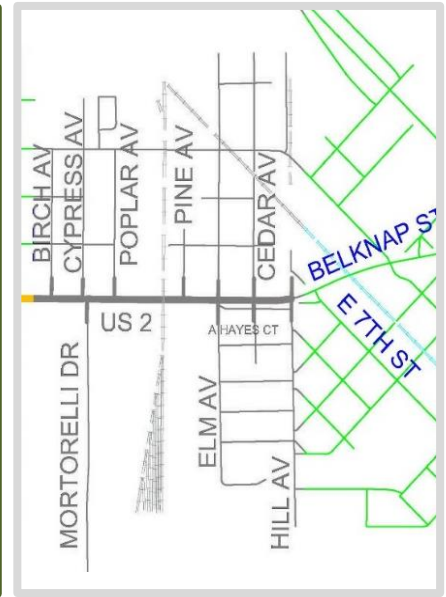 BIRCH AV
CYPRESS AV
POPLAR AV
PINE AV
CEDAR AV
BELKNAP ST
US 2
A HAYES CT
E 7TH ST
MORTORELLI DR
ELM AV
HILL AV